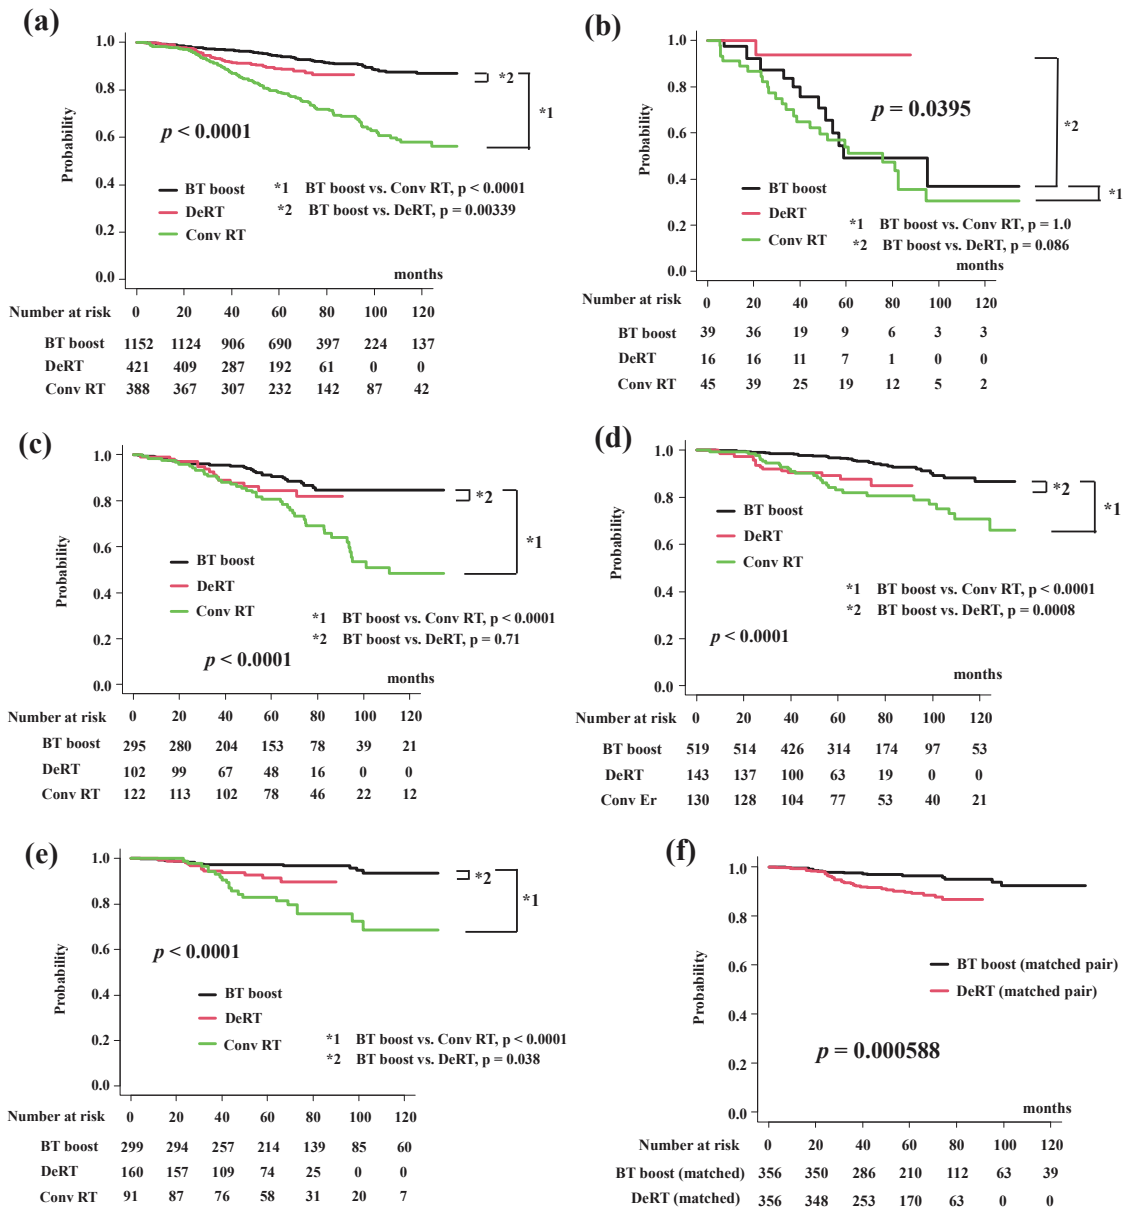 (a)
1.0
0.8
0.6
0.4
0.2
0.0
Probability
p < 0.0001
*2
*1
BT boost
DeRT
Conv RT
*1 BT boost vs. Conv RT, p < 0.0001
*2 BT boost vs. DeRT, p = 0.00339
months
Number at risk 0 20 40 60 80 100 120
BT boost 1152 1124 906 690 397 224 137
DeRT 421 409 287 192 61 0 0
Conv RT 388 367 307 232 142 87 42
(b)
1.0
0.8
0.6
0.4
0.2
0.0
Probability
p = 0.0395
*2
*1
BT boost
DeRT
Conv RT
*1 BT boost vs. Conv RT, p = 1.0
*2 BT boost vs. DeRT, p = 0.086
months
Number at risk 0 20 40 60 80 100 120
BT boost 39 36 19 9 6 3 3
DeRT 16 16 11 7 1 0 0
Conv RT 45 39 25 19 12 5 2
(c)
1.0
0.8
0.6
0.4
0.2
0.0
Probability
*2
*1
BT boost
DeRT
Conv RT
*1 BT boost vs. Conv RT, p < 0.0001
*2 BT boost vs. DeRT, p = 0.71
p < 0.0001
months
Number at risk 0 20 40 60 80 100 120
BT boost 295 280 204 153 78 39 21
DeRT 102 99 67 48 16 0 0
Conv RT 122 113 102 78 46 22 12
(d)
1.0
0.8
0.6
0.4
0.2
0.0
Probability
*2
*1
BT boost
DeRT
Conv RT
*1 BT boost vs. Conv RT, p < 0.0001
*2 BT boost vs. DeRT, p = 0.0008
p < 0.0001
months
Number at risk 0 20 40 60 80 100 120
BT boost 519 514 426 314 174 97 53
DeRT 143 137 100 63 19 0 0
Conv Er 130 128 104 77 53 40 21
(e)
1.0
0.8
0.6
0.4
0.2
0.0
Probability
*2
*1
p < 0.0001
BT boost
DeRT
Conv RT
*1 BT boost vs. Conv RT, p < 0.0001
*2 BT boost vs. DeRT, p = 0.038
Number at risk 0 20 40 60 80 100 120
BT boost 299 294 257 214 139 85 60
DeRT 160 157 109 74 25 0 0
Conv RT 91 87 76 58 31 20 7
(f)
1.0
0.8
0.6
0.4
0.2
0.0
Probability
BT boost (matched pair)
DeRT (matched pair)
p = 0.000588
months
Number at risk 0 20 40 60 80 100 120
BT boost (matched) 356 350 286 210 112 63 39
DeRT (matched) 356 348 253 170 63 0 0